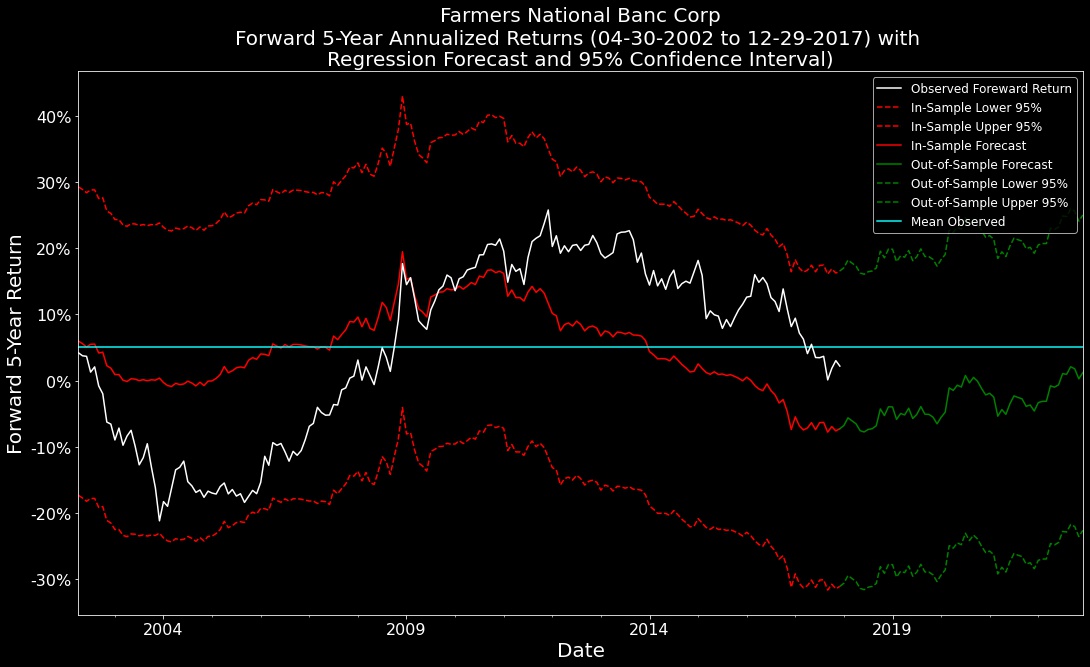 Farmers National Banc Corp
Forward 5-Year Annualized Returns (04-30-2002 to 12-29-2017) with
Regression Forecast and 95% Confidence Interval)
Observed Foreward Return
In-Sample Lower 95%
In-Sample Upper 95%
In-Sample Forecast
Out-of-Sample Forecast
Out-of-Sample Lower 95%
Out-of-Sample Upper 95%
Mean Observed
Forward 5-Year Return
40%
30%
20%
10%
0%
-10%
-20%
-30%
2004
2009
2014
2019
Date